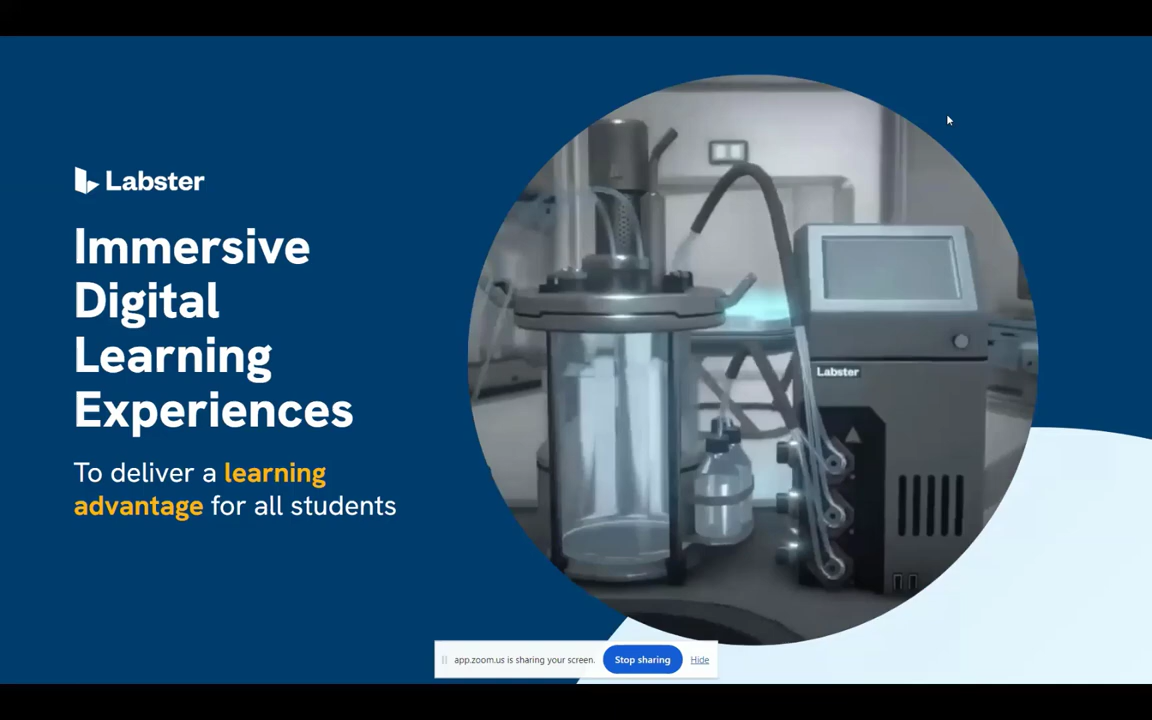 Labster
Immersive
Digital
Learning
Experiences
To deliver a learning
advantage for all students
Labster
app.zoom.us is sharing your screen. Stop sharing Hide